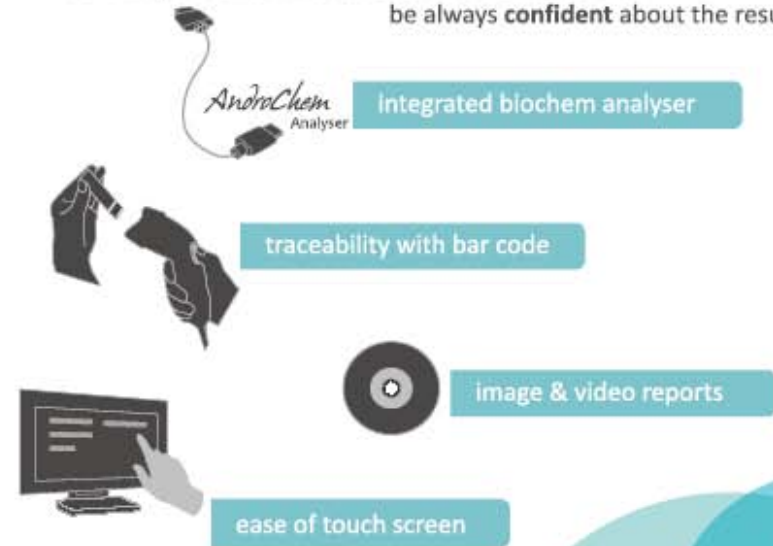 be always confident about the resu
AndroChem
Analyser
integrated biochem analyser
traceability with bar code
image & video reports
ease of touch screen